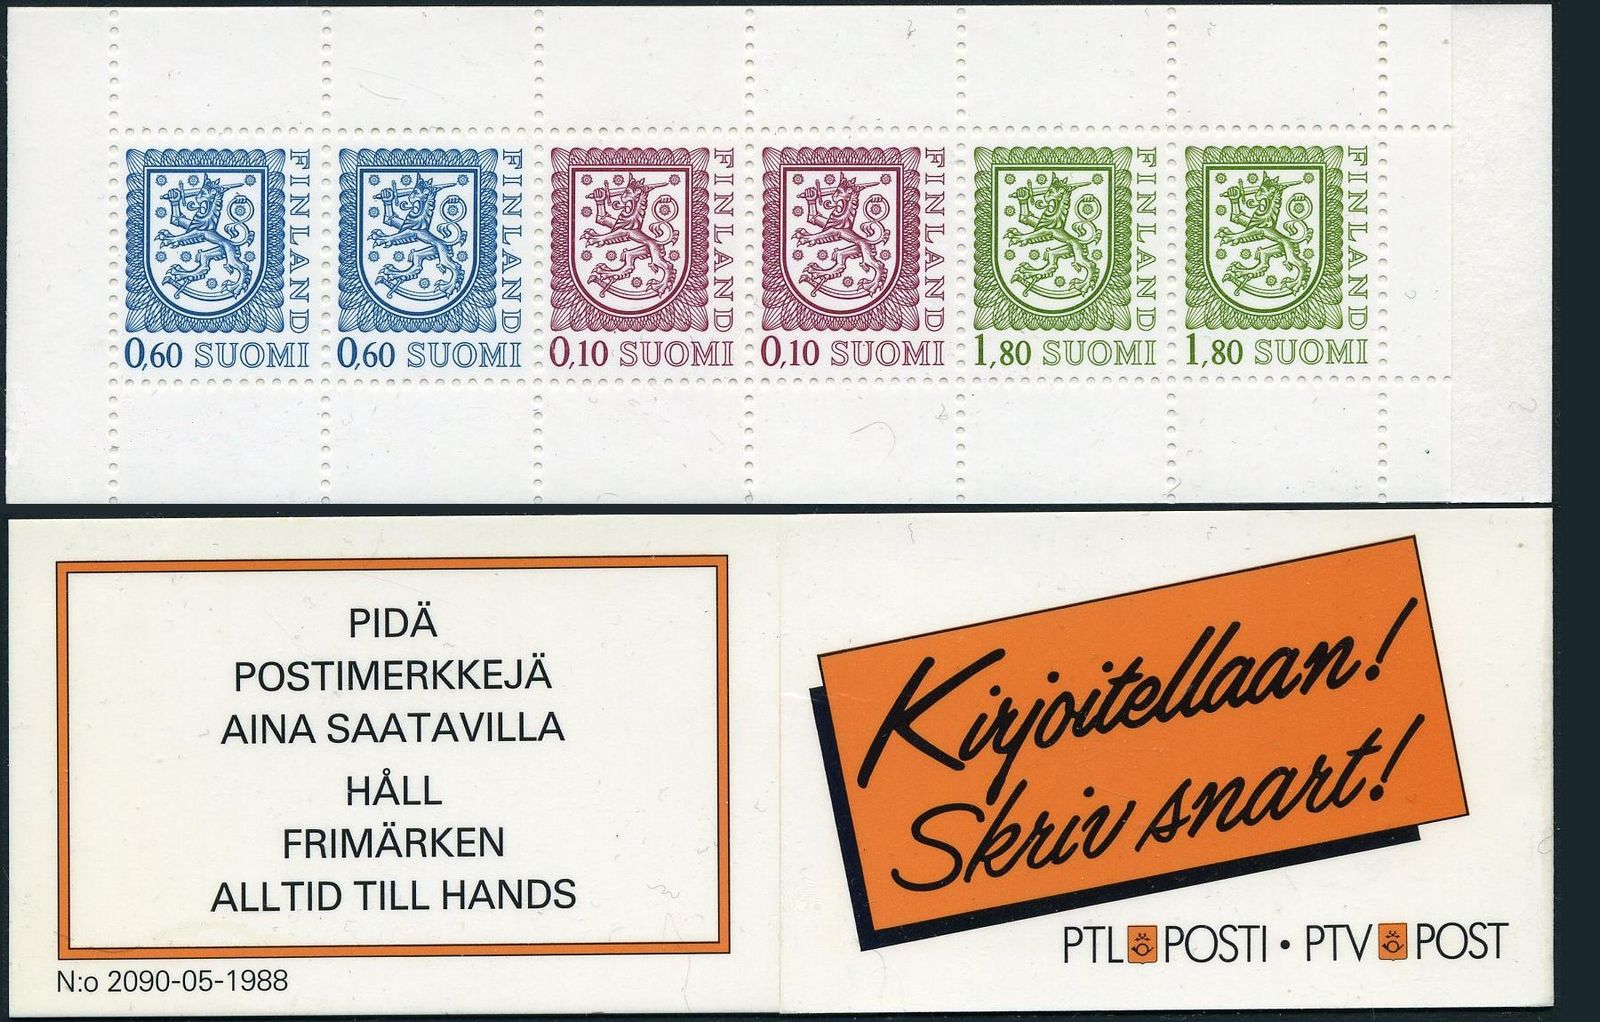 FINLAND
0,60 SUOMI
FINLAND
0,60 SUOMI
FINLAND
0,10 SUOMI
FINLAND
0,10 SUOMI
FINLAND
1,80 SUOMI
FINLAND
1,80 SUOMI
PIDÄ
POSTIMERKKEJÄ
AINA SAATAVILLA
HÅLL
FRIMÄRKEN
ALLTID TILL HANDS
N:o 2090-05-1988
Kirjoitellaan!
Skriv snart!
PTL POSTI • PTV POST